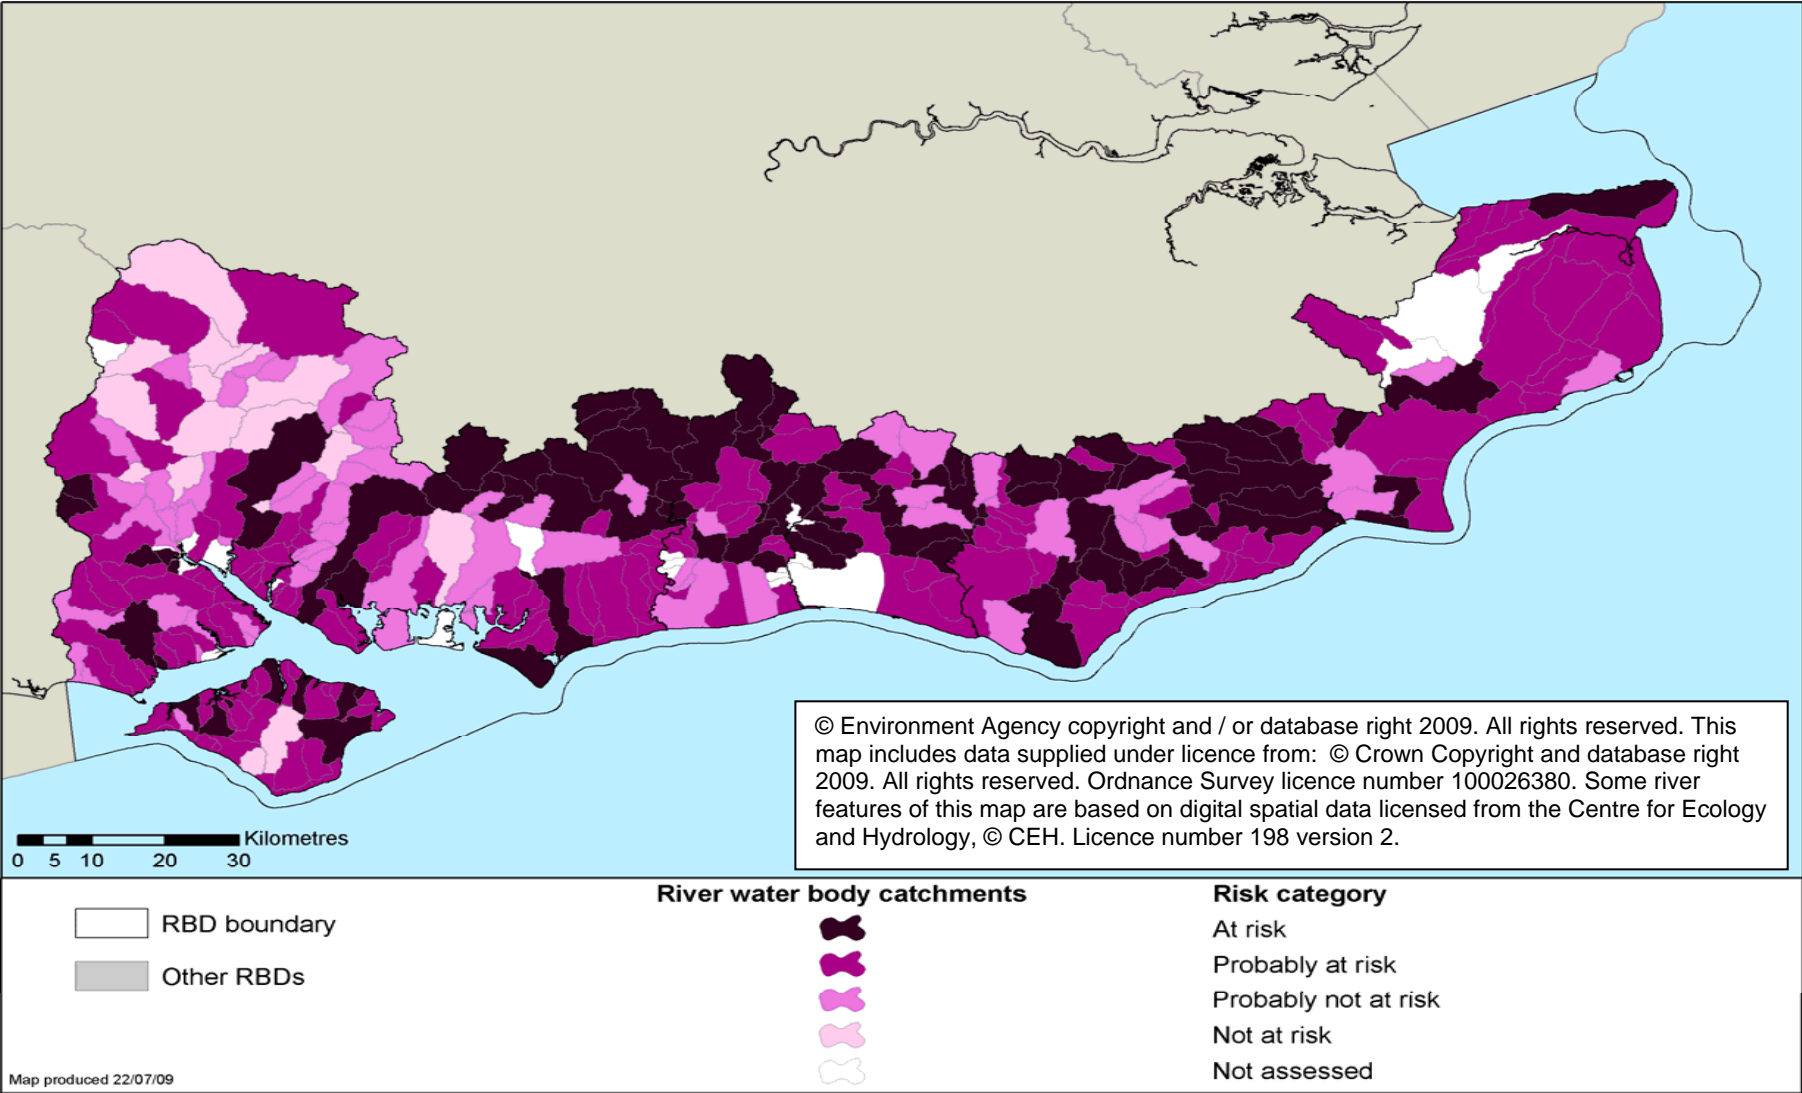 © Environment Agency copyright and / or database right 2009. All rights reserved. This
map includes data supplied under licence from:  © Crown Copyright and database right
2009. All rights reserved. Ordnance Survey licence number 100026380. Some river
features of this map are based on digital spatial data licensed from the Centre for Ecology
and Hydrology, © CEH. Licence number 198 version 2.
Kilometres
0 5 10 20 30
RBD boundary
Other RBDs
River water body catchments
Risk category
At risk
Probably at risk
Probably not at risk
Not at risk
Not assessed
Map produced 22/07/09